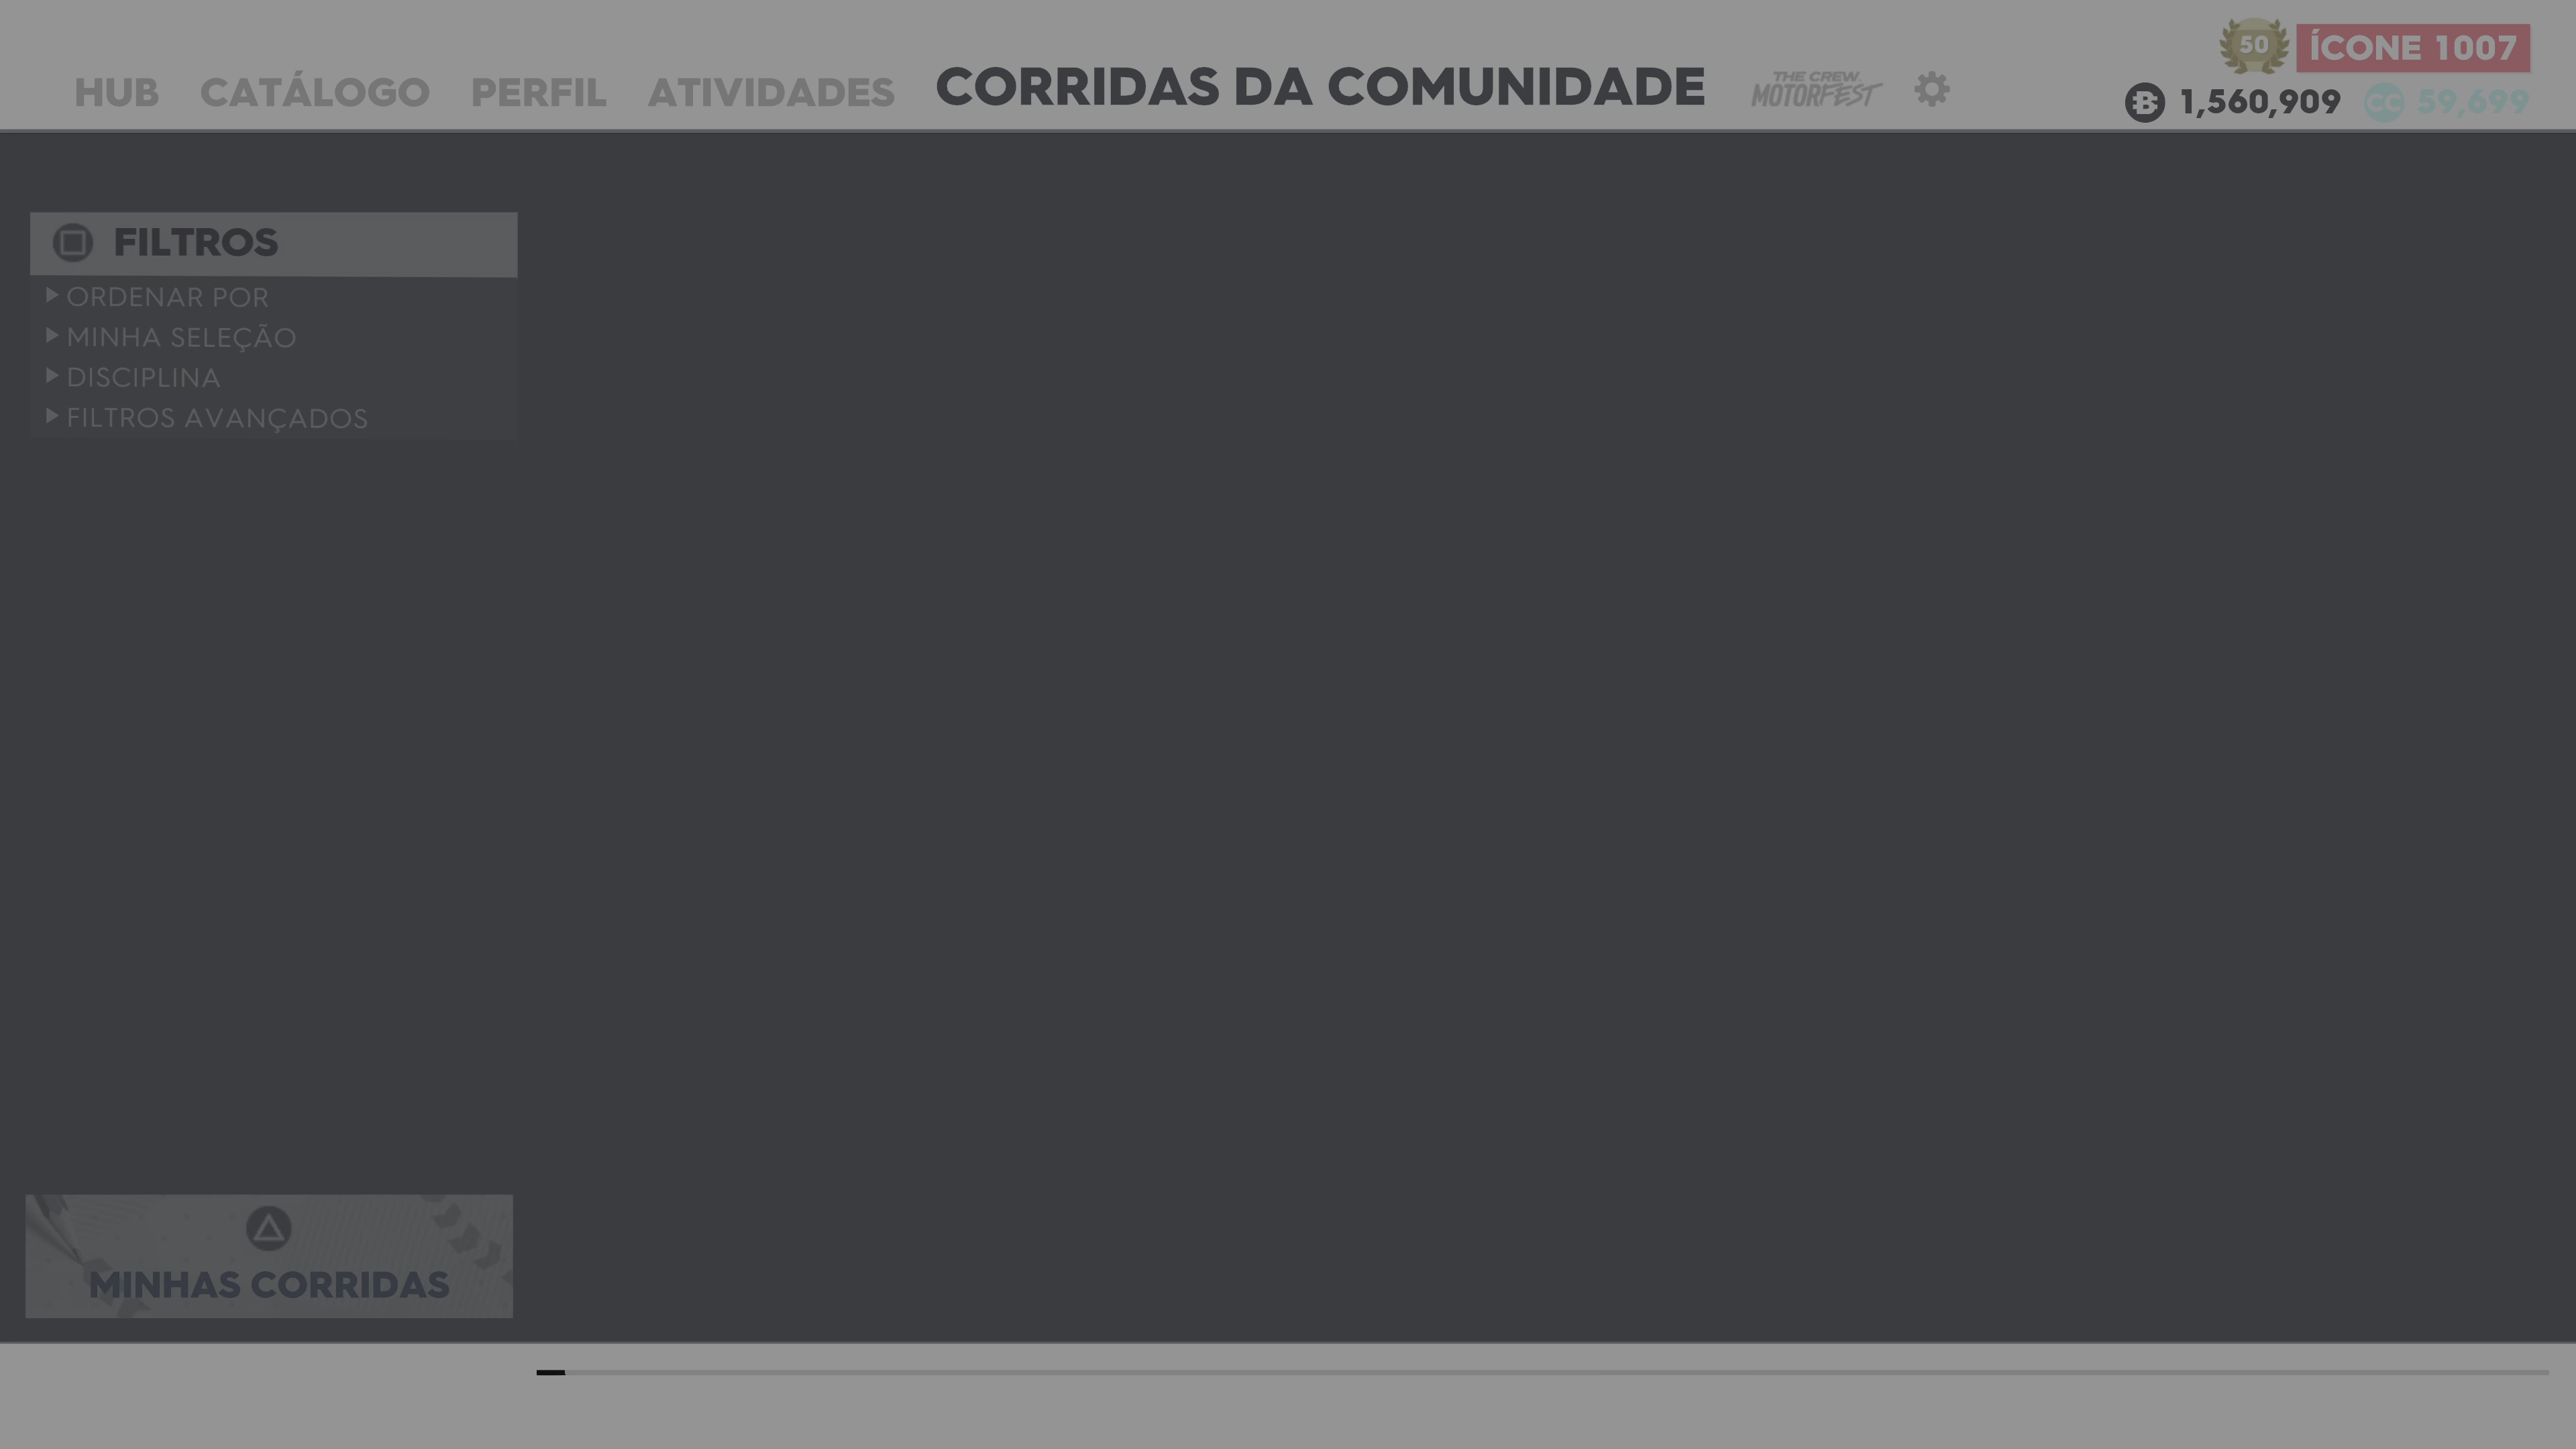 50 ÍCONE 1007
HUB CATÁLOGO PERFIL ATIVIDADES CORRIDAS DA COMUNIDADE THE CREW MOTORFEST
1,560,909 CC 59,699
FILTROS
ORDENAR POR
MINHA SELEÇÃO
DISCIPLINA
FILTROS AVANÇADOS
MINHAS CORRIDAS